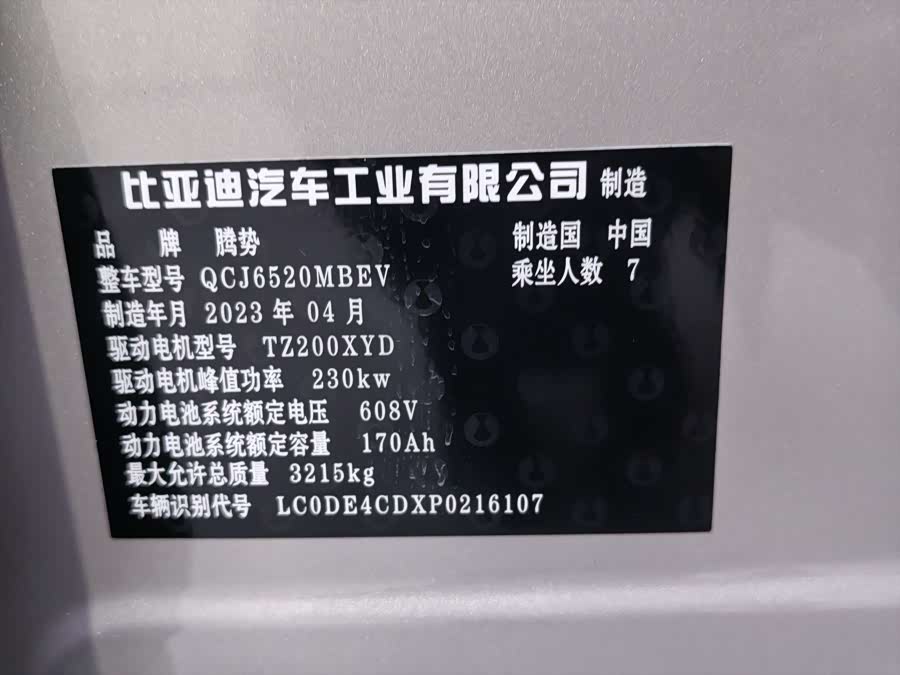 比亚迪汽车工业有限公司 制造
品 牌 腾势 制造国 中国
整车型号 QCJ6520MBEV 乘坐人数 7
制造年月 2023 年 04 月
驱动电机型号 TZ200XYD
驱动电机峰值功率 230kw
动力电池系统额定电压 608V
动力电池系统额定容量 170Ah
最大允许总质量 3215kg
车辆识别代号 LC0DE4CDXP0216107